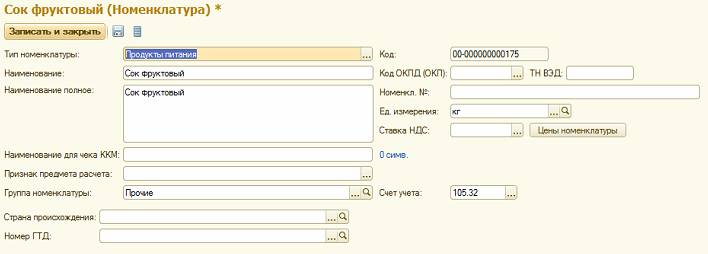 Сок фруктовый (Номенклатура) *
Записать и закрыть
Тип номенклатуры: Продукты питания ... Код: 00-000000000175
Наименование: Сок фруктовый Код ОКПД (ОКП): ... ТН ВЭД:
Наименование полное: Сок фруктовый Номенкл. №:
Ед. измерения: кг ...
Ставка НДС: ... Цены номенклатуры
Наименование для чека ККМ: 0 симв.
Признак предмета расчета: ...
Группа номенклатуры: Прочие ... Счет учета: 105.32 ...
Страна происхождения: ...
Номер ГТД: ...